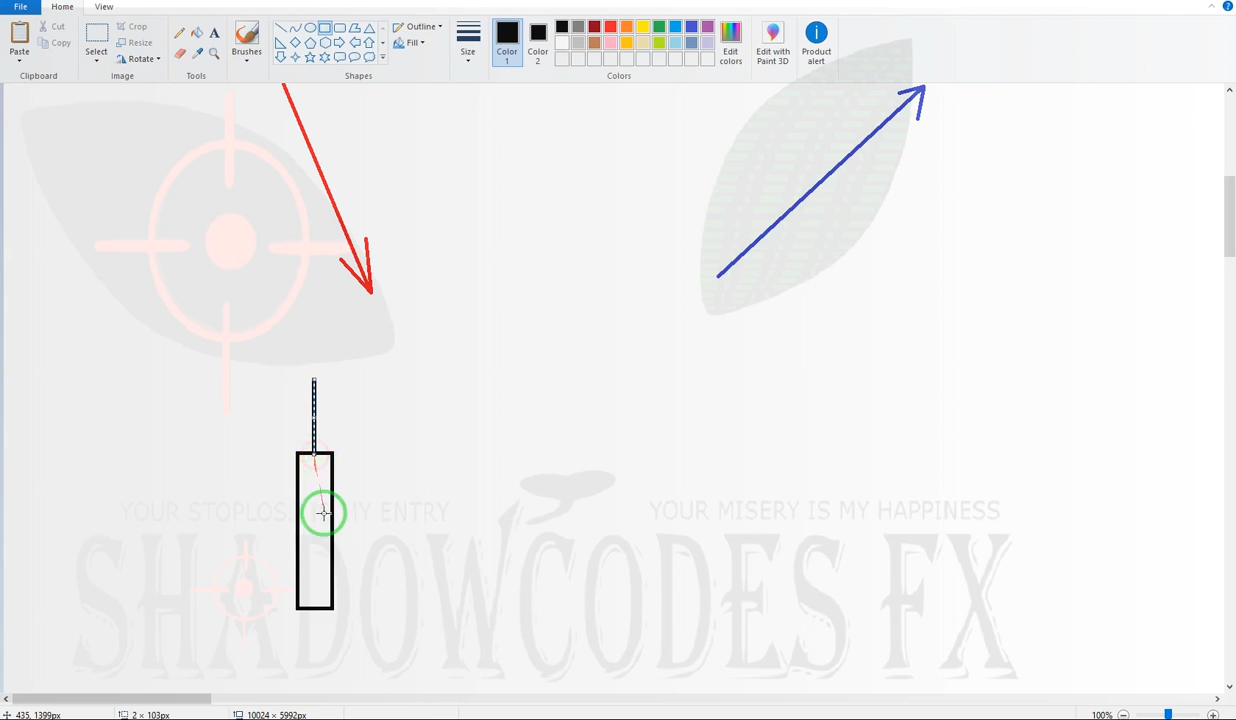 File Home View
Paste
Cut
Copy
Clipboard
Select
Crop
Resize
Rotate
Image
Tools
Brushes
Outline
Fill
Shapes
Size
Color 1
Color 2
Edit colors
Colors
Edit with Paint 3D
Product alert
YOUR STOPLOSS MY ENTRY
YOUR MISERY IS MY HAPPINESS
SHADOWCODES FX
435, 1399px 2 × 103px 10024 × 5992px 100%